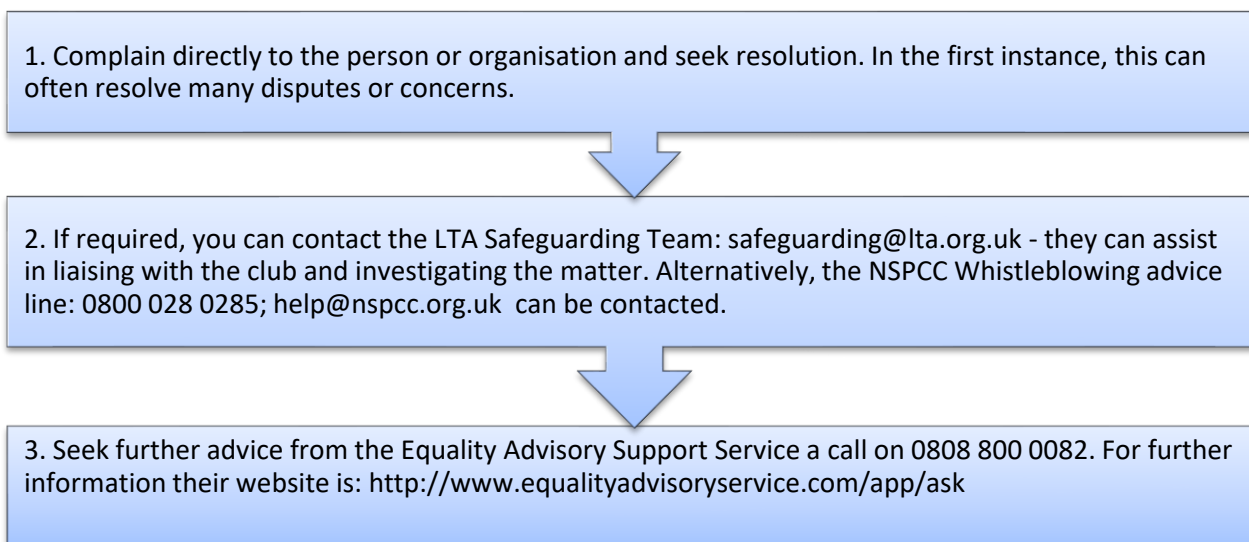 1. Complain directly to the person or organisation and seek resolution. In the first instance, this can
often resolve many disputes or concerns.
2. If required, you can contact the LTA Safeguarding Team: safeguarding@lta.org.uk - they can assist
in liaising with the club and investigating the matter. Alternatively, the NSPCC Whistleblowing advice
line: 0800 028 0285; help@nspcc.org.uk  can be contacted.
3. Seek further advice from the Equality Advisory Support Service a call on 0808 800 0082. For further
information their website is: http://www.equalityadvisoryservice.com/app/ask